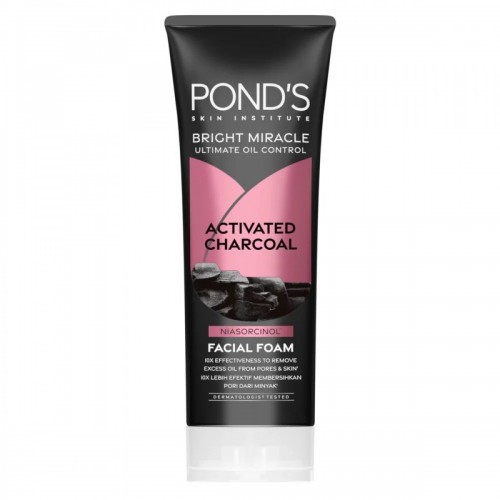 POND'S
SKIN INSTITUTE
BRIGHT MIRACLE
ULTIMATE OIL CONTROL
ACTIVATED
CHARCOAL
NIASORCINOL
FACIAL FOAM
10X EFFECTIVENESS TO REMOVE
EXCESS OIL FROM PORES & SKIN*
10X LEBIH EFEKTIF MEMBERSIHKAN
PORI DARI MINYAK*
DERMATOLOGIST TESTED